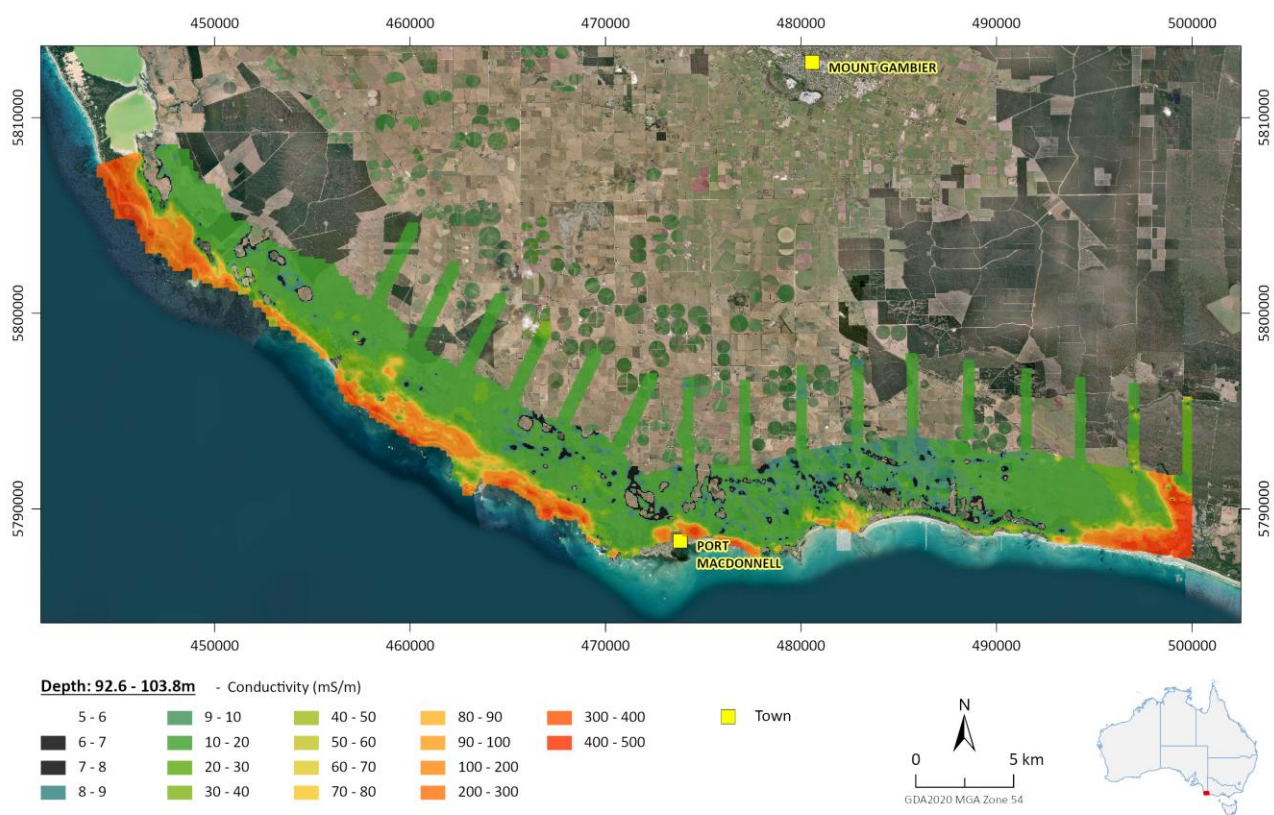 450000 460000 470000 480000 490000 500000
MOUNT GAMBIER
5810000 5810000
5800000 5800000
5790000 5790000
PORT
MACDONNELL
450000 460000 470000 480000 490000 500000
Depth: 92.6 - 103.8m - Conductivity (mS/m)
5 - 6 9 - 10 40 - 50 80 - 90 300 - 400 Town
6 - 7 10 - 20 50 - 60 90 - 100 400 - 500
7 - 8 20 - 30 60 - 70 100 - 200
8 - 9 30 - 40 70 - 80 200 - 300
N
0 5 km
GDA2020 MGA Zone 54